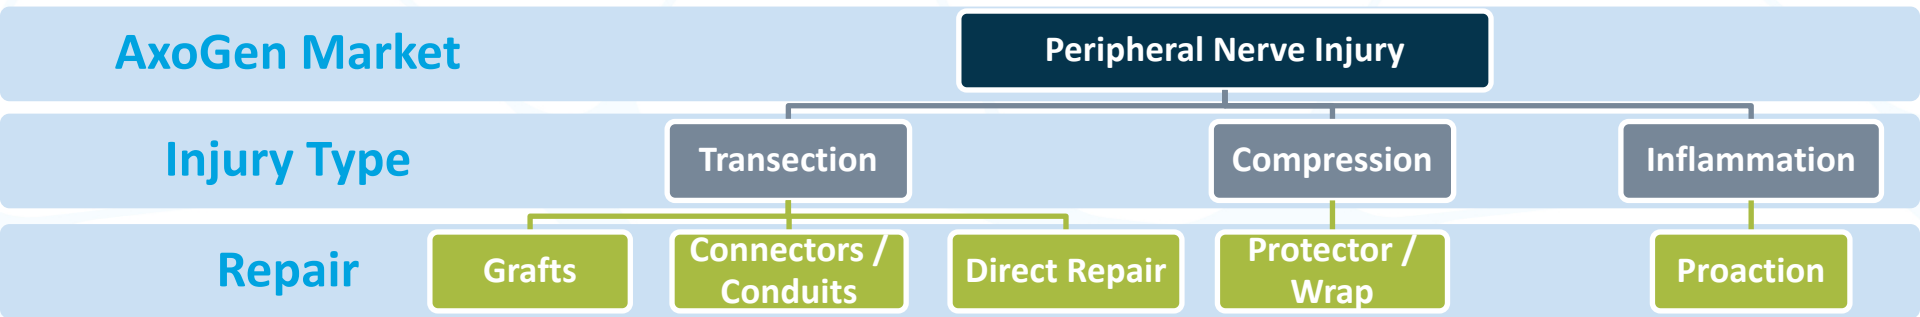 AxoGen Market
Peripheral Nerve Injury
Injury Type
Transection
Compression
Inflammation
Repair
Grafts
Connectors /
Conduits
Direct Repair
Protector /
Wrap
Proaction